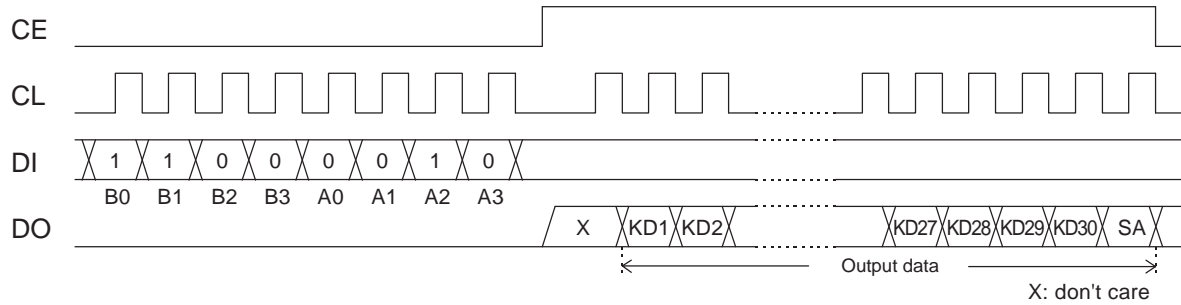 CE
CL
DI 1 1 0 0 0 0 1 0
B0 B1 B2 B3 A0 A1 A2 A3
DO X KD1 KD2 KD27 KD28 KD29 KD30 SA
Output data
X: don't care